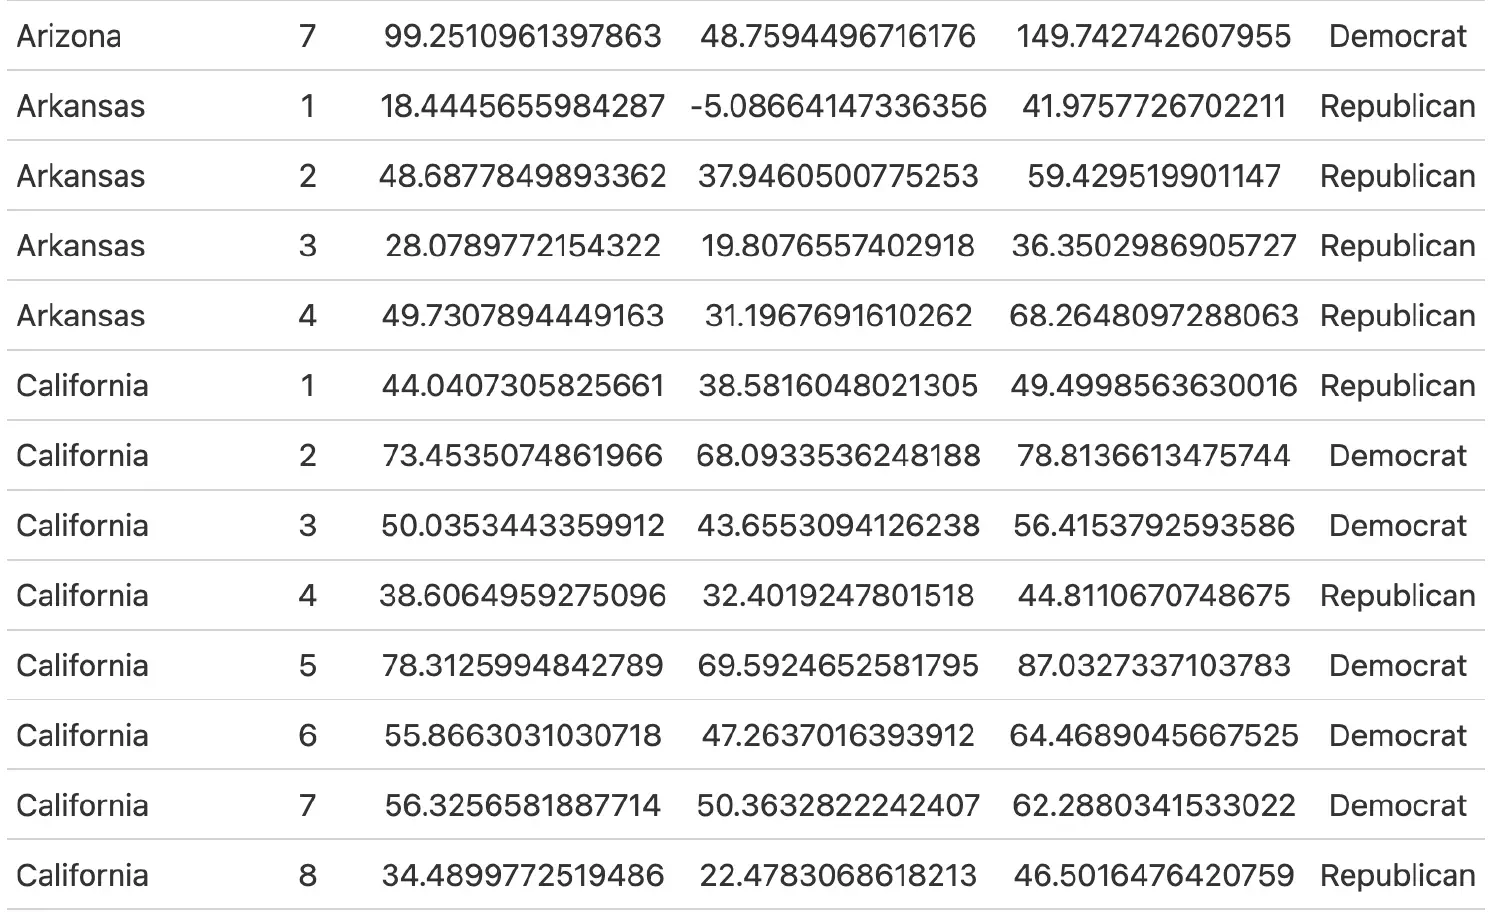 Arizona 7 99.2510961397863 48.7594496716176 149.742742607955 Democrat
Arkansas 1 18.4445655984287 -5.08664147336356 41.9757726702211 Republican
Arkansas 2 48.6877849893362 37.9460500775253 59.429519901147 Republican
Arkansas 3 28.0789772154322 19.8076557402918 36.3502986905727 Republican
Arkansas 4 49.7307894449163 31.1967691610262 68.2648097288063 Republican
California 1 44.0407305825661 38.5816048021305 49.4998563630016 Republican
California 2 73.4535074861966 68.0933536248188 78.8136613475744 Democrat
California 3 50.0353443359912 43.6553094126238 56.4153792593586 Democrat
California 4 38.6064959275096 32.4019247801518 44.8110670748675 Republican
California 5 78.3125994842789 69.5924652581795 87.0327337103783 Democrat
California 6 55.8663031030718 47.2637016393912 64.4689045667525 Democrat
California 7 56.3256581887714 50.3632822242407 62.2880341533022 Democrat
California 8 34.4899772519486 22.4783068618213 46.5016476420759 Republican